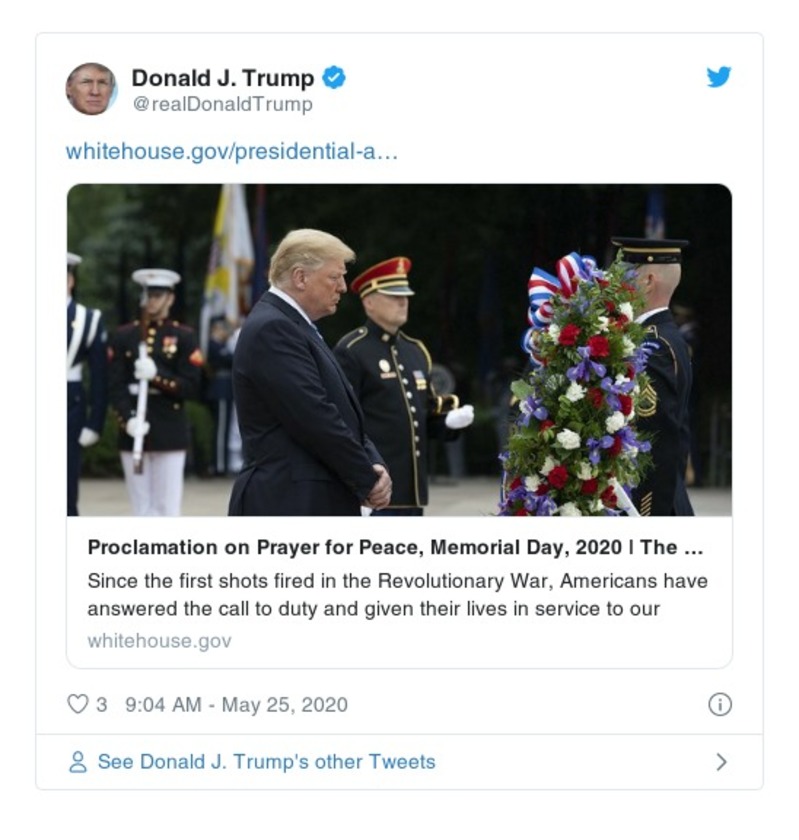 Donald J. Trump
@realDonaldTrump
whitehouse.gov/presidential-a…
Proclamation on Prayer for Peace, Memorial Day, 2020 | The ...
Since the first shots fired in the Revolutionary War, Americans have
answered the call to duty and given their lives in service to our
whitehouse.gov
3 9:04 AM - May 25, 2020
See Donald J. Trump's other Tweets